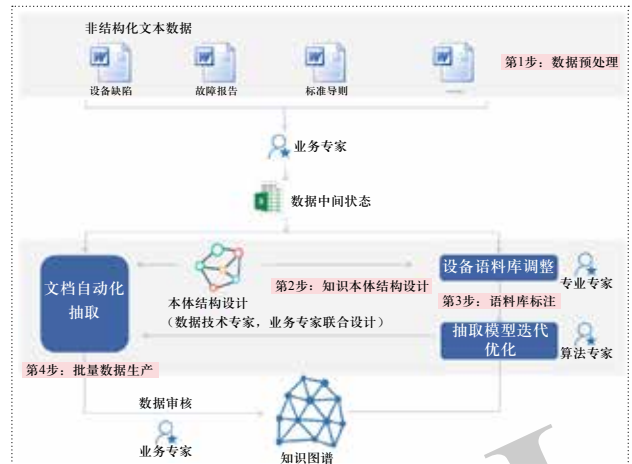 非结构化文本数据
设备缺陷
故障报告
标准导则
......
第1步：数据预处理
业务专家
数据中间状态
文档自动化
抽取
本体结构设计
（数据技术专家，业务专家联合设计）
第2步：知识本体结构设计
设备语料库调整
专业专家
第3步：语料库标注
抽取模型迭代
优化
算法专家
第4步：批量数据生产
数据审核
业务专家
知识图谱